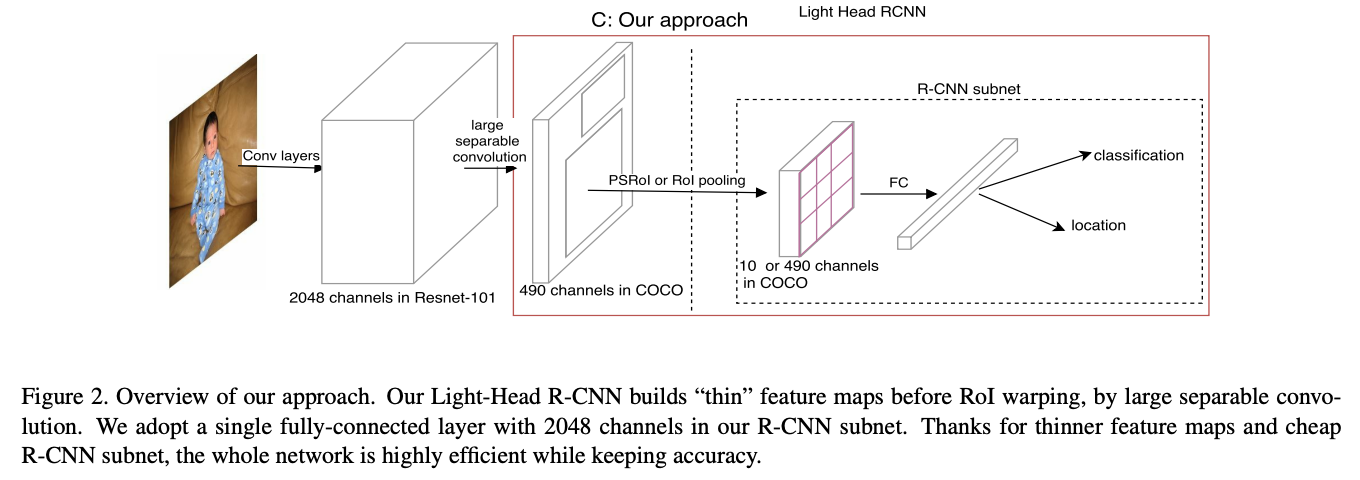 C: Our approach
Light Head RCNN
R-CNN subnet
large
separable
convolution
Conv layers
PSRoI or RoI pooling
FC
classification
location
10 or 490 channels
in COCO
490 channels in COCO
2048 channels in Resnet-101
Figure 2. Overview of our approach. Our Light-Head R-CNN builds “thin” feature maps before RoI warping, by large separable convo-
lution. We adopt a single fully-connected layer with 2048 channels in our R-CNN subnet. Thanks for thinner feature maps and cheap
R-CNN subnet, the whole network is highly efficient while keeping accuracy.